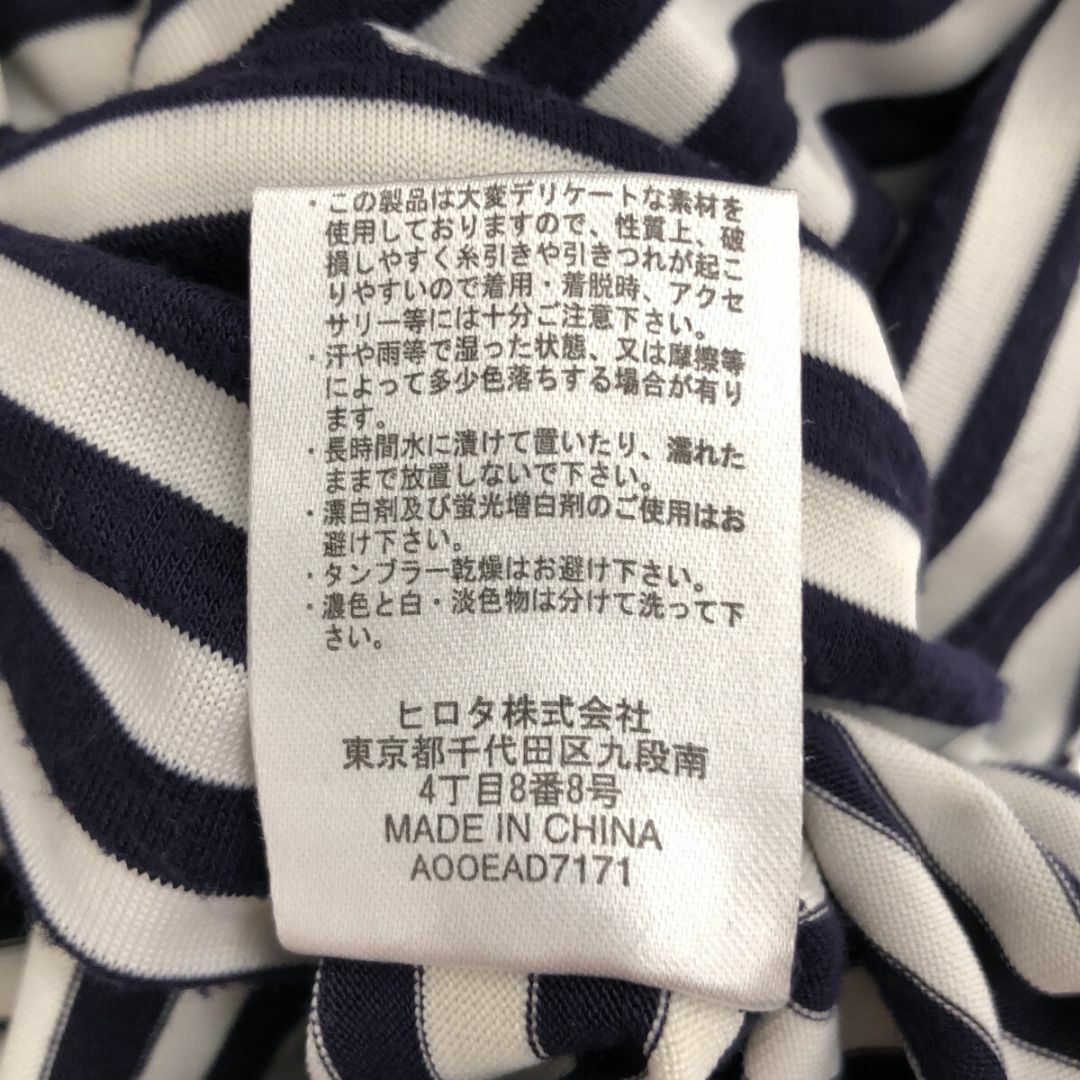 ・この製品は大変デリケートな素材を
使用しておりますので、性質上、破
損しやすく糸引きや引きつれが起こ
りやすいので着用・着脱時、アクセ
サリー等には十分ご注意下さい。
・汗や雨等で湿った状態、又は摩擦等
によって多少色落ちする場合が有り
ます。
・長時間水に漬けて置いたり、濡れた
ままで放置しないで下さい。
・漂白剤及び蛍光増白剤のご使用はお
避け下さい。
・タンブラー乾燥はお避け下さい。
・濃色と白・淡色物は分けて洗って下
さい。
ヒロタ株式会社
東京都千代田区九段南
4丁目8番8号
MADE IN CHINA
A00EAD7171